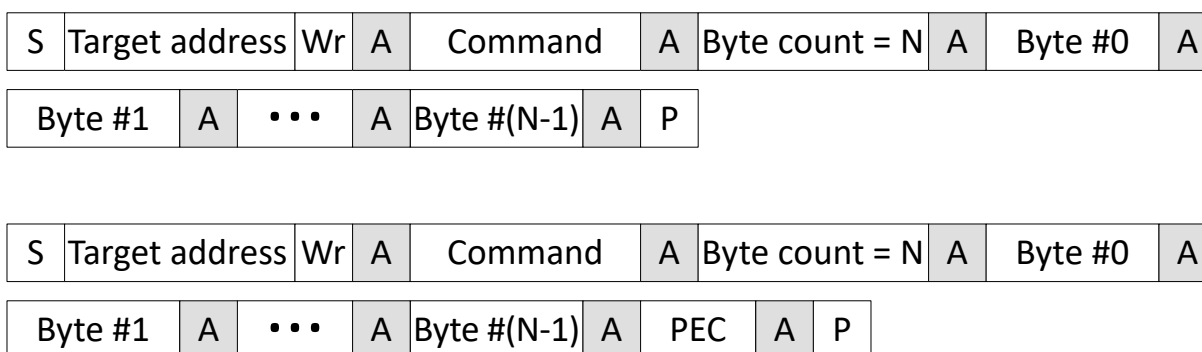 S Target address Wr A Command A Byte count = N A Byte #0 A
Byte #1 A ••• A Byte #(N-1) A P
S Target address Wr A Command A Byte count = N A Byte #0 A
Byte #1 A ••• A Byte #(N-1) A PEC A P